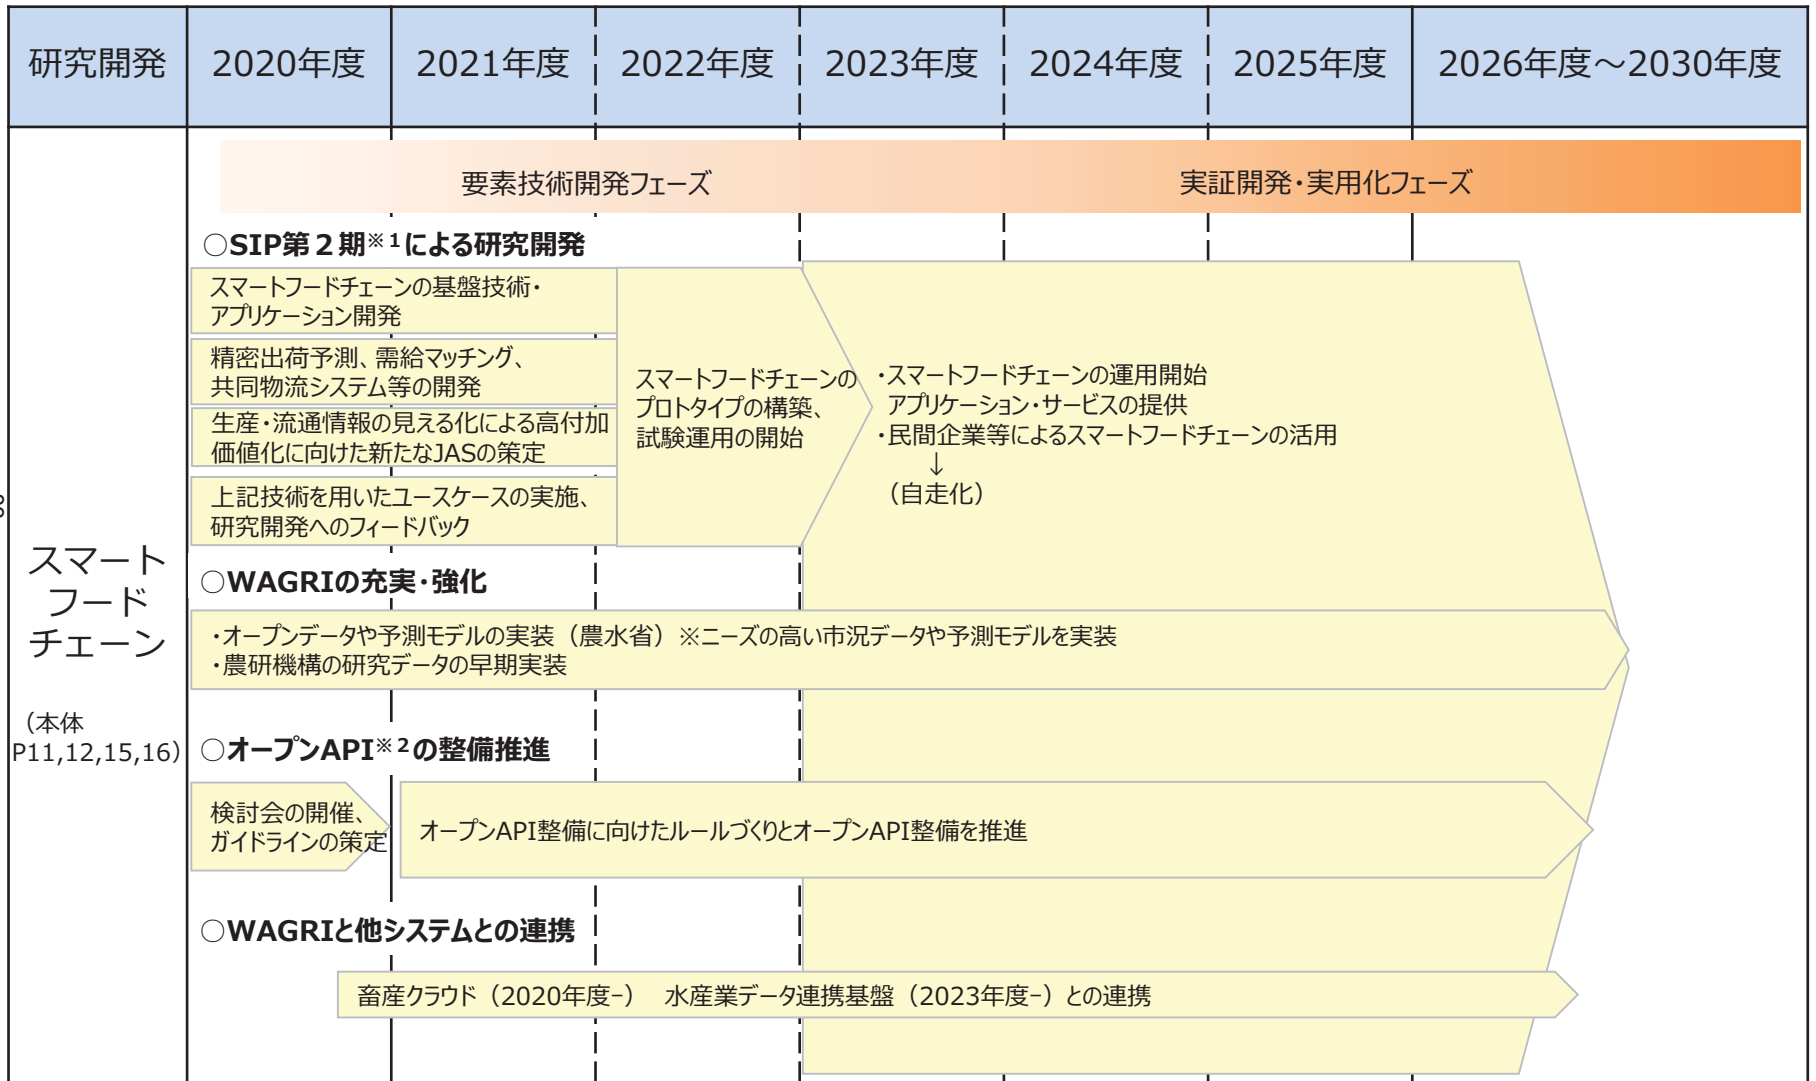 研究開発
2020年度
2021年度
2022年度
2023年度
2024年度
2025年度
2026年度～2030年度
要素技術開発フェーズ
実証開発・実用化フェーズ
スマート
フード
チェーン
（本体
P11,12,15,16）
○SIP第２期※1による研究開発
スマートフードチェーンの基盤技術・
アプリケーション開発
精密出荷予測、需給マッチング、
共同物流システム等の開発
生産・流通情報の見える化による高付加
価値化に向けた新たなJASの策定
上記技術を用いたユースケースの実施、
研究開発へのフィードバック
スマートフードチェーンの
プロトタイプの構築、
試験運用の開始
・スマートフードチェーンの運用開始
アプリケーション・サービスの提供
・民間企業等によるスマートフードチェーンの活用
↓
（自走化）
○WAGRIの充実・強化
・オープンデータや予測モデルの実装（農水省）※ニーズの高い市況データや予測モデルを実装
・農研機構の研究データの早期実装
○オープンAPI※2の整備推進
検討会の開催、
ガイドラインの策定
オープンAPI整備に向けたルールづくりとオープンAPI整備を推進
○WAGRIと他システムとの連携
畜産クラウド（2020年度−）　水産業データ連携基盤（2023年度−）との連携